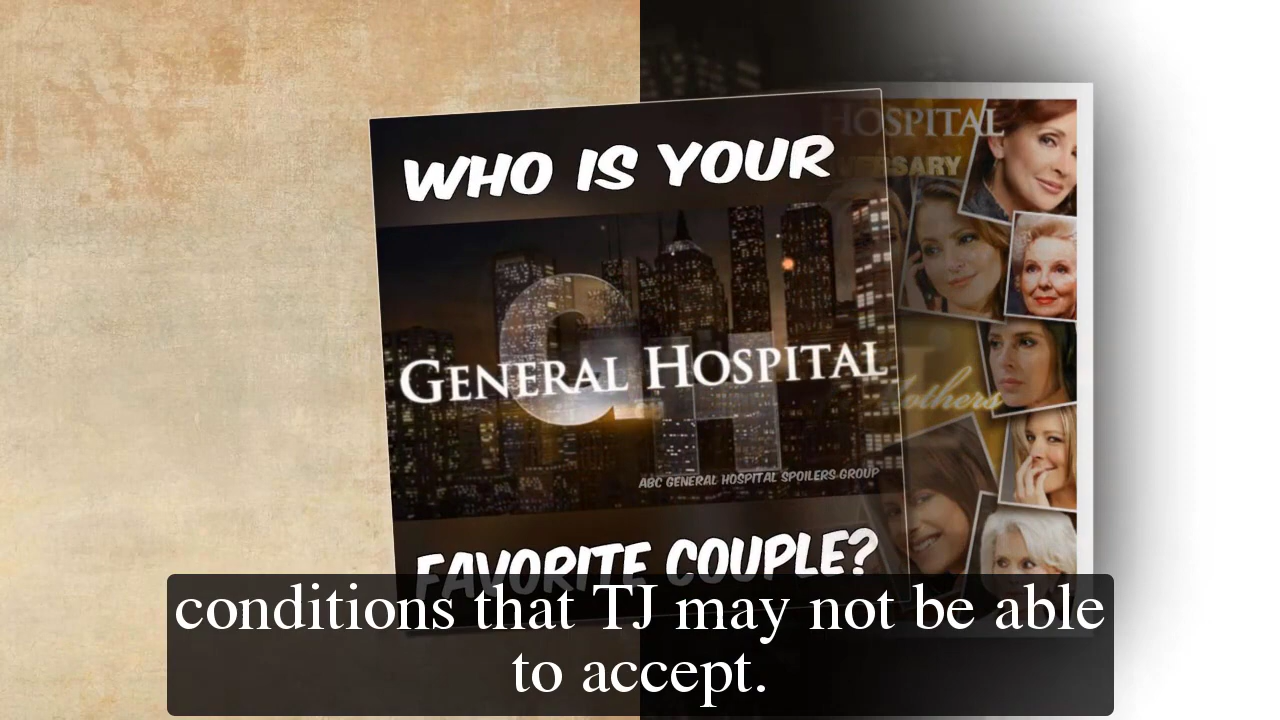 WHO IS YOUR
GENERAL HOSPITAL
ABC GENERAL HOSPITAL SPOILERS GROUP
FAVORITE COUPLE?
HOSPITAL
conditions that TJ may not be able
to accept.